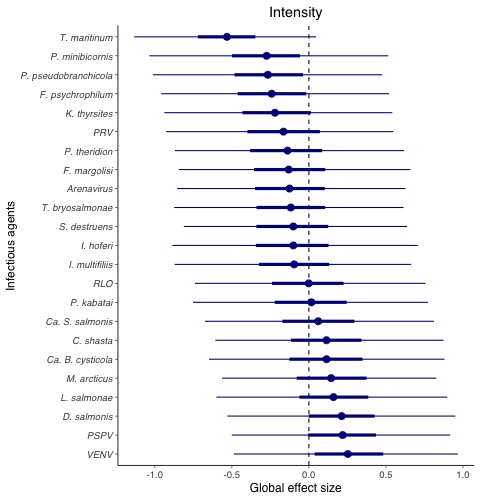 Intensity
Infectious agents
T. maritinum
P. minibicornis
P. pseudobranchicola
F. psychrophilum
K. thyrsites
PRV
P. theridion
F. margolisi
Arenavirus
T. bryosalmonae
S. destruens
I. hoferi
I. multifiliis
RLO
P. kabatai
Ca. S. salmonis
C. shasta
Ca. B. cysticola
M. arcticus
L. salmonae
D. salmonis
PSPV
VENV
-1.0 -0.5 0.0 0.5 1.0
Global effect size